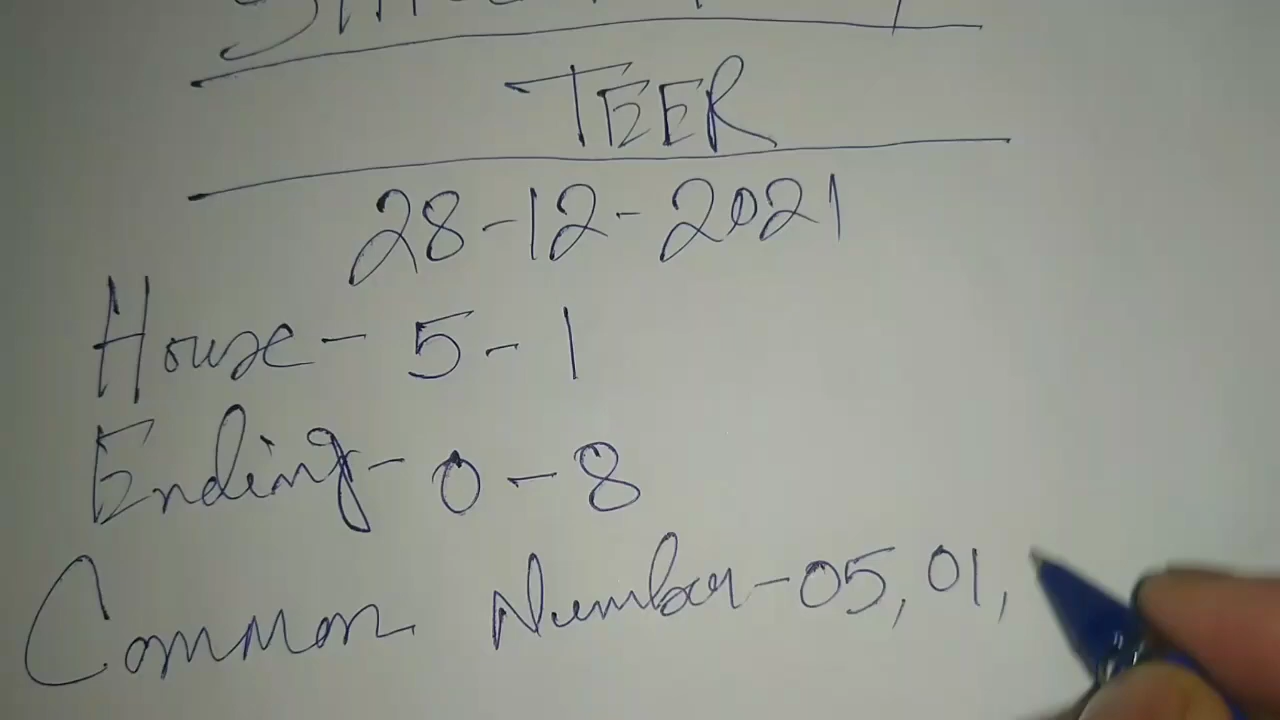 TEER
28-12-2021
House- 5-1
Ending- 0-8
Common Number-05, 01,